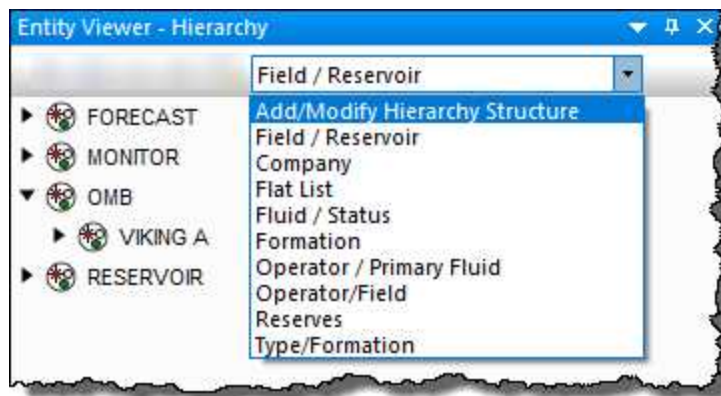 Entity Viewer - Hierarchy
Field / Reservoir
FORECAST
MONITOR
OMB
VIKING A
RESERVOIR
Add/Modify Hierarchy Structure
Field / Reservoir
Company
Flat List
Fluid / Status
Formation
Operator / Primary Fluid
Operator/Field
Reserves
Type/Formation